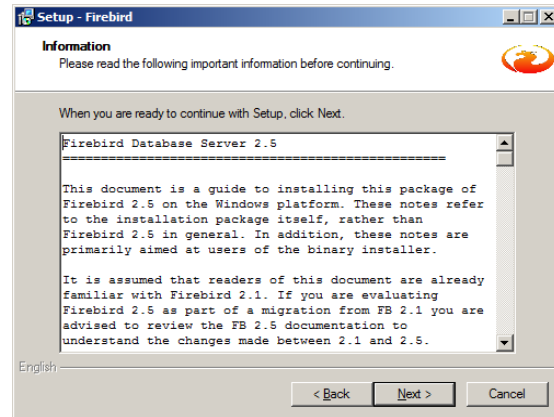 Setup - Firebird
Information
Please read the following important information before continuing.
When you are ready to continue with Setup, click Next.
Firebird Database Server 2.5
==================================================
This document is a guide to installing this package of
Firebird 2.5 on the Windows platform. These notes refer
to the installation package itself, rather than
Firebird 2.5 in general. In addition, these notes are
primarily aimed at users of the binary installer.
It is assumed that readers of this document are already
familiar with Firebird 2.1. If you are evaluating
Firebird 2.5 as part of a migration from FB 2.1 you are
advised to review the FB 2.5 documentation to
understand the changes made between 2.1 and 2.5.
English
< Back
Next >
Cancel